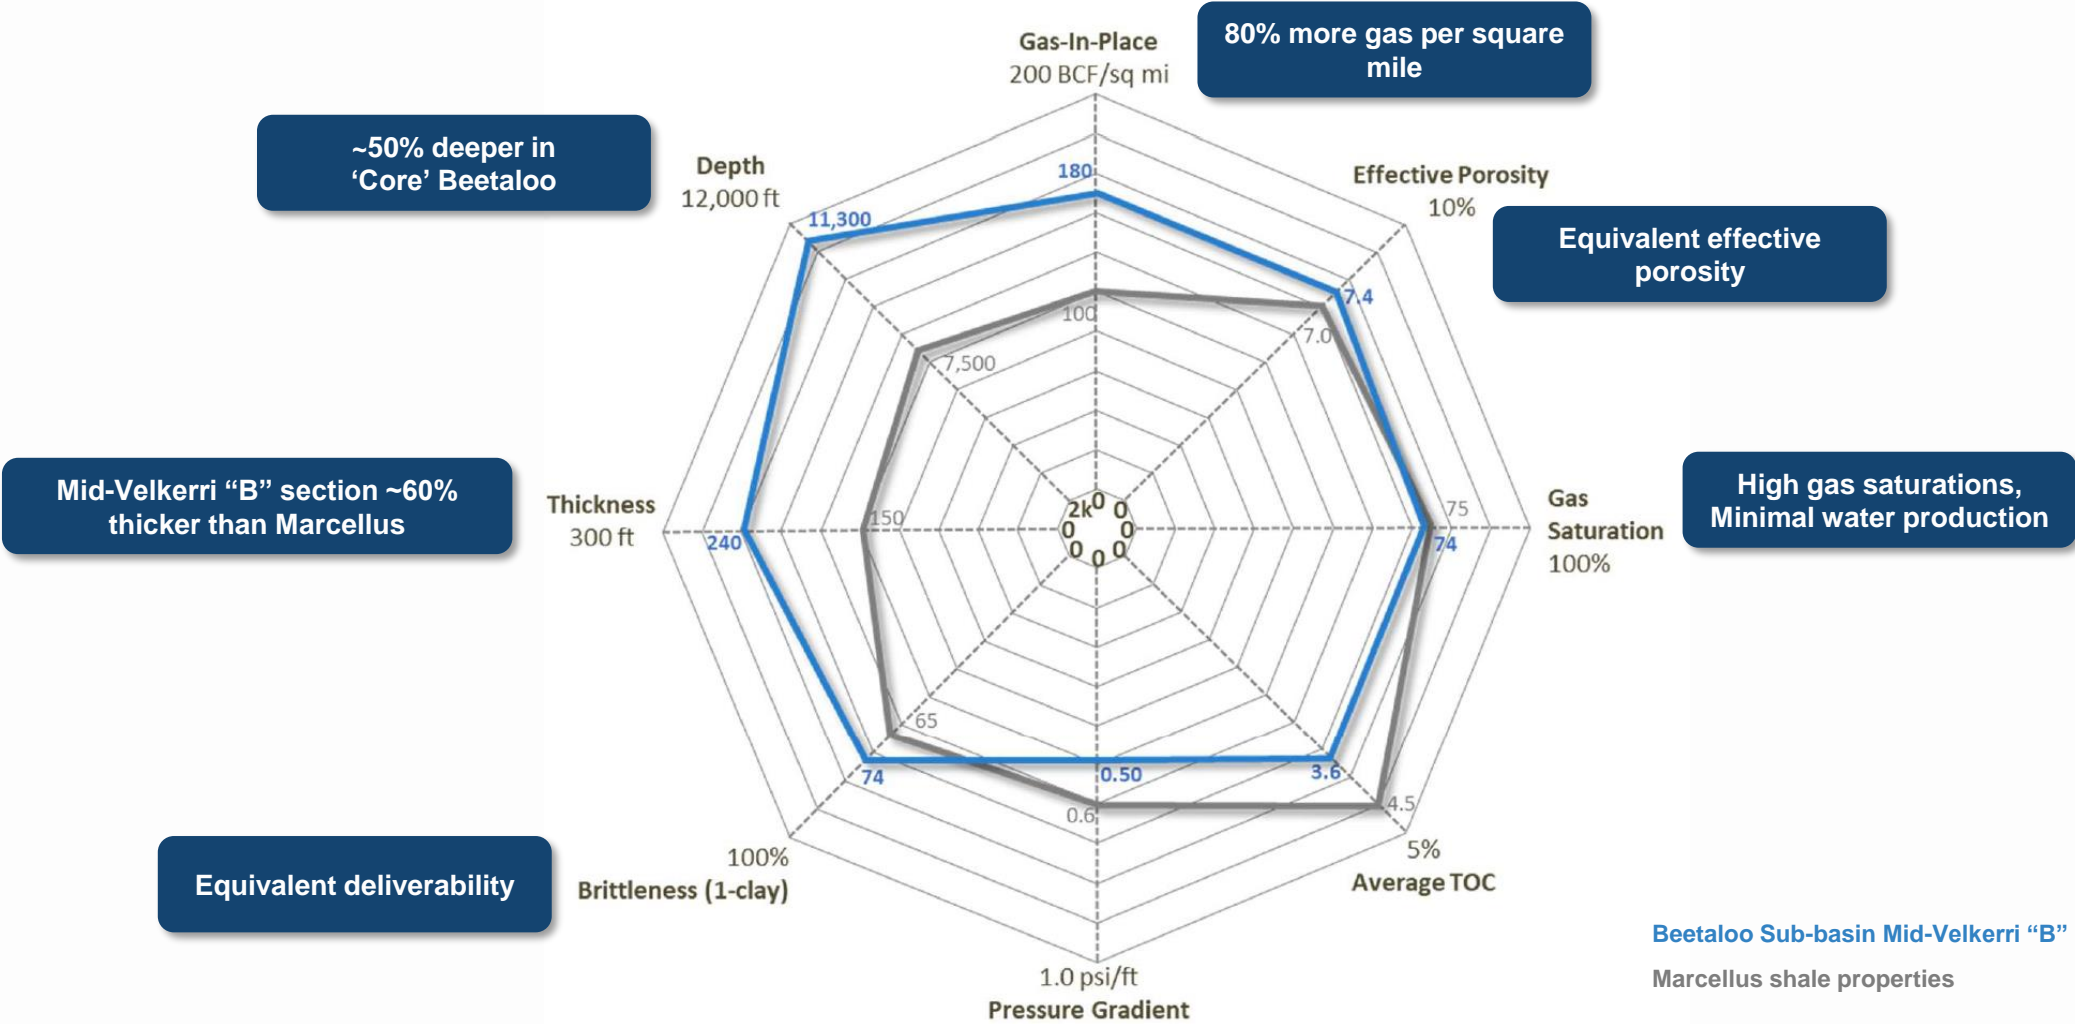 Gas-In-Place
200 BCF/sq mi
80% more gas per square
mile
~50% deeper in
‘Core’ Beetaloo
Depth
12,000 ft
180
Effective Porosity
10%
11,300
Equivalent effective
porosity
7.4
100
7.0
7,500
Mid-Velkerri “B” section ~60%
thicker than Marcellus
Thickness
300 ft
240
150
2k
0
0
0
0
0
0
0
75
74
Gas
Saturation
100%
High gas saturations,
Minimal water production
65
74
0.50
0.6
3.6
4.5
100%
Brittleness (1-clay)
5%
Average TOC
Equivalent deliverability
1.0 psi/ft
Pressure Gradient
Beetaloo Sub-basin Mid-Velkerri “B”
Marcellus shale properties